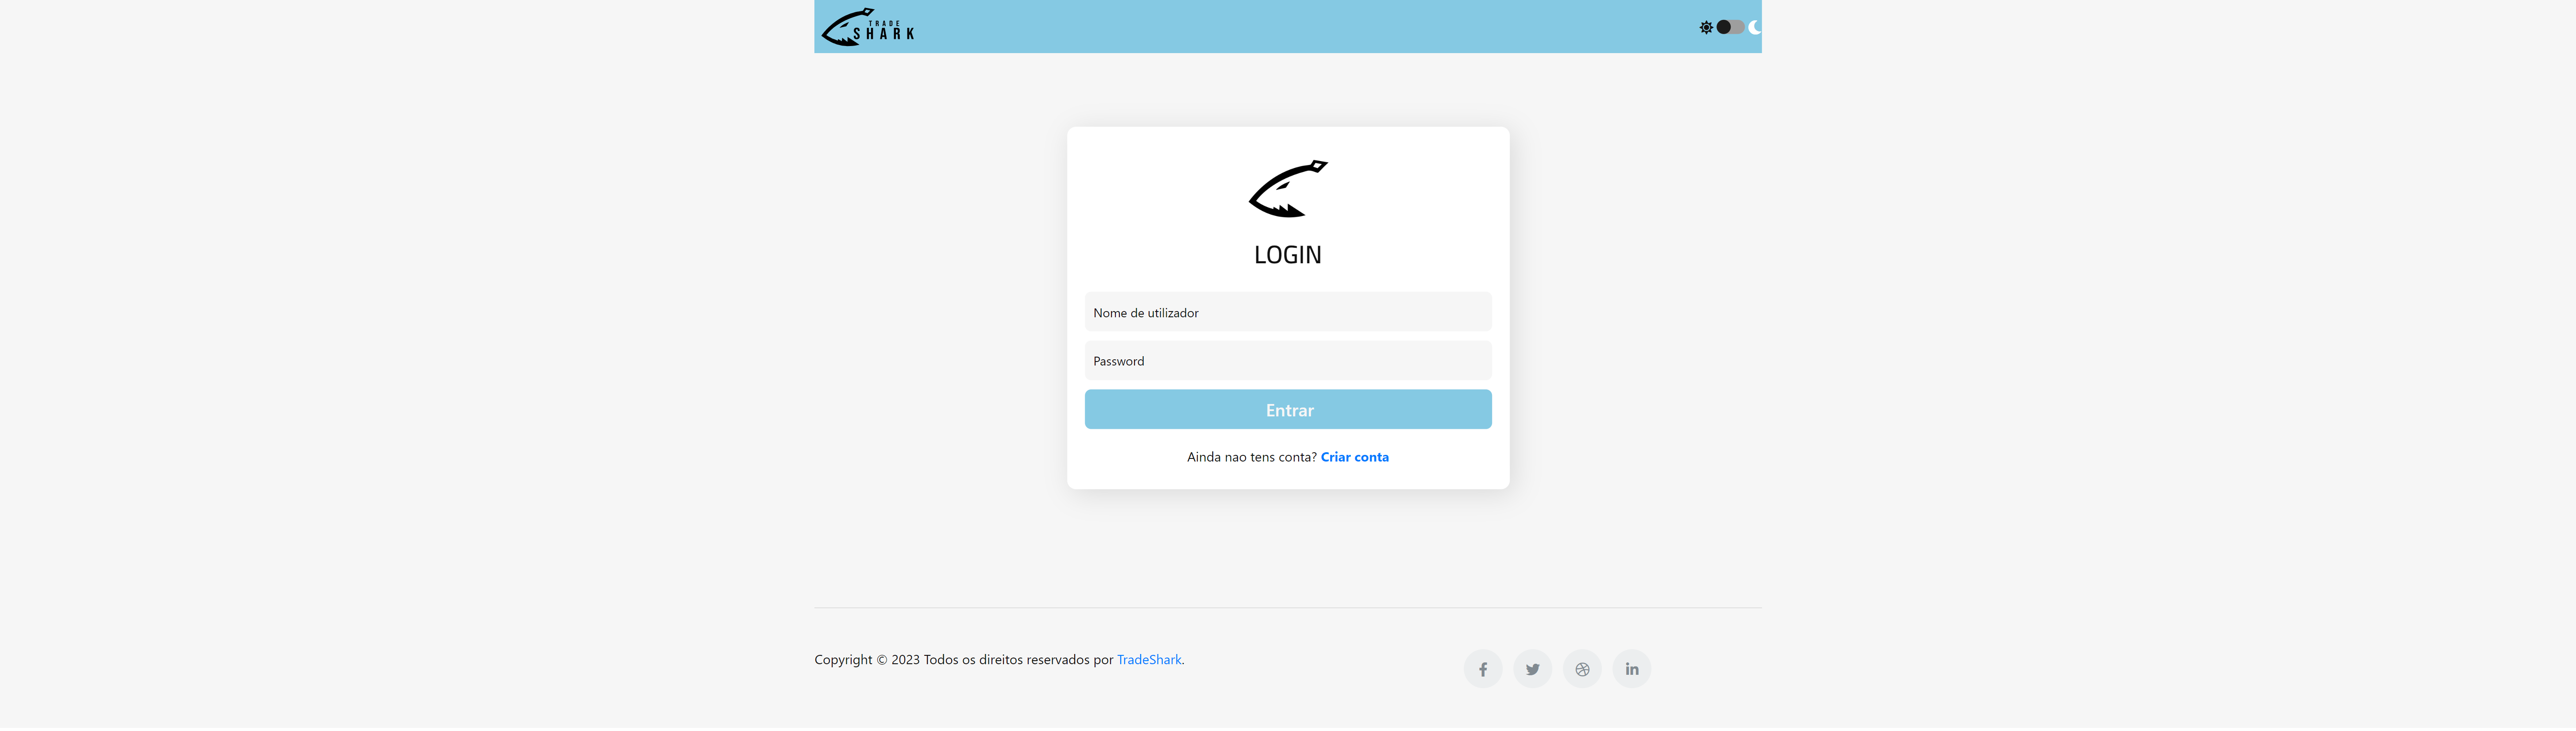 TRADE
SHARK
LOGIN
Nome de utilizador
Password
Entrar
Ainda nao tens conta? Criar conta
Copyright © 2023 Todos os direitos reservados por TradeShark.